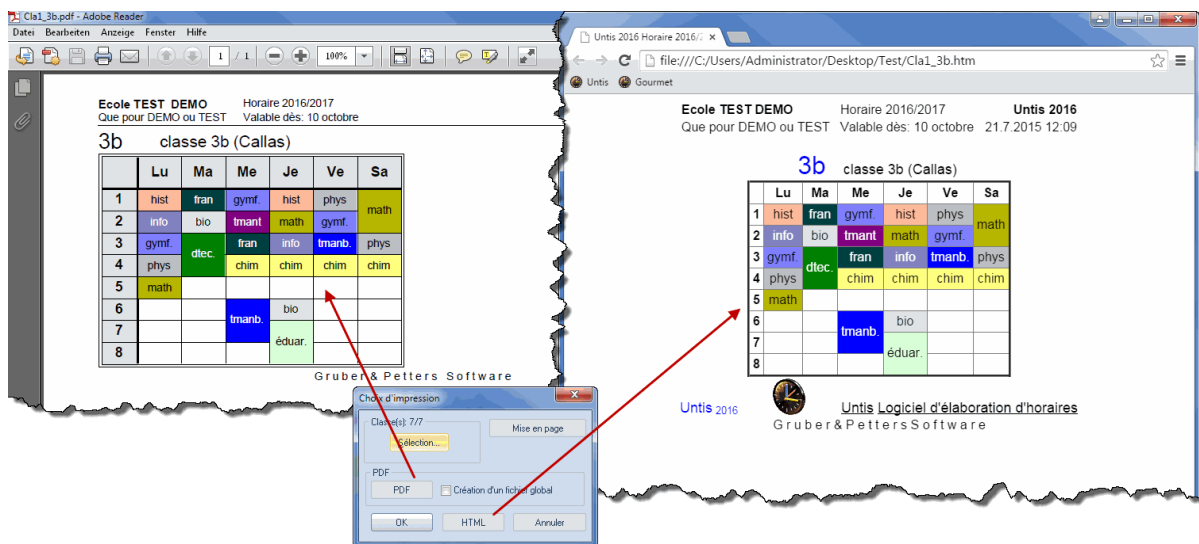 Cla1_3b.pdf - Adobe Reader
Datei Bearbeiten Anzeige Fenster Hilfe
1 / 1 100%
Ecole TEST DEMO Horaire 2016/2017
Que pour DEMO ou TEST Valable dès: 10 octobre
3b classe 3b (Callas)
Lu Ma Me Je Ve Sa
1 hist fran gymf. hist phys math
2 info bio tmant math gymf.
3 gymf. dtec. fran info tmanb. phys
4 phys chim chim chim chim
5 math
6 tmanb. bio
7 éduar.
8
Gruber & Petters Software
Untis 2016 Horaire 2016/2
file:///C:/Users/Administrator/Desktop/Test/Cla1_3b.htm
Untis Gourmet
Ecole TEST DEMO Horaire 2016/2017 Untis 2016
Que pour DEMO ou TEST Valable dès: 10 octobre 21.7.2015 12:09
3b classe 3b (Callas)
Lu Ma Me Je Ve Sa
1 hist fran gymf. hist phys math
2 info bio tmant math gymf.
3 gymf. dtec. fran info tmanb. phys
4 phys chim chim chim chim
5 math
6 tmanb. bio
7 éduar.
8
Untis 2016 Untis Logiciel d'élaboration d'horaires
Gruber & Petters Software
Choix d'impression
Classe(s): 7/7
Sélection...
Mise en page
PDF
PDF Création d'un fichier global
OK HTML Annuler